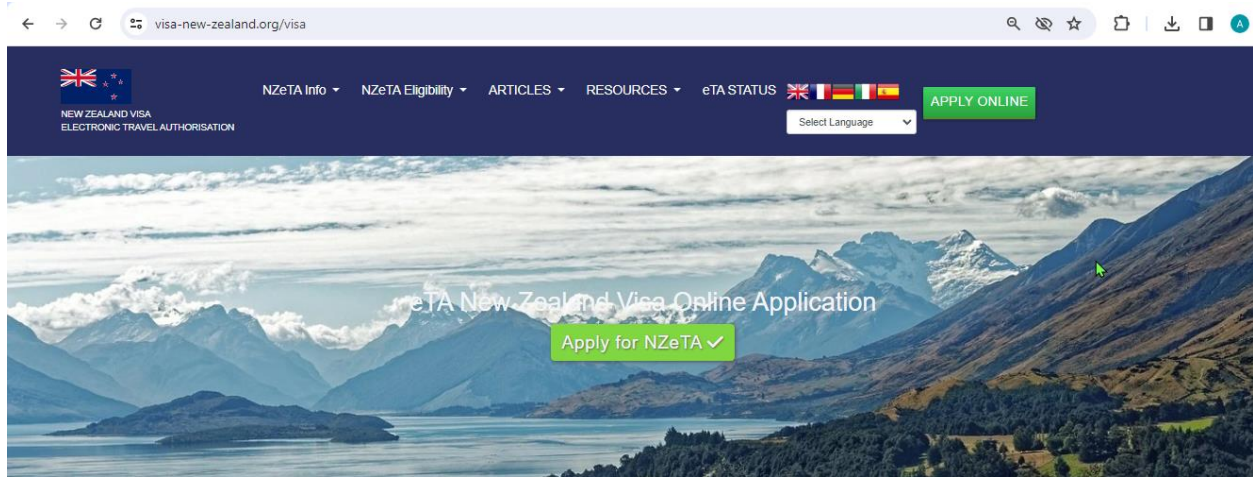 visa-new-zealand.org/visa
A
NEW ZEALAND VISA
ELECTRONIC TRAVEL AUTHORISATION
NZeTA Info
NZeTA Eligibility
ARTICLES
RESOURCES
eTA STATUS
Select Language
APPLY ONLINE
eTA New Zealand Visa Online Application
Apply for NZeTA